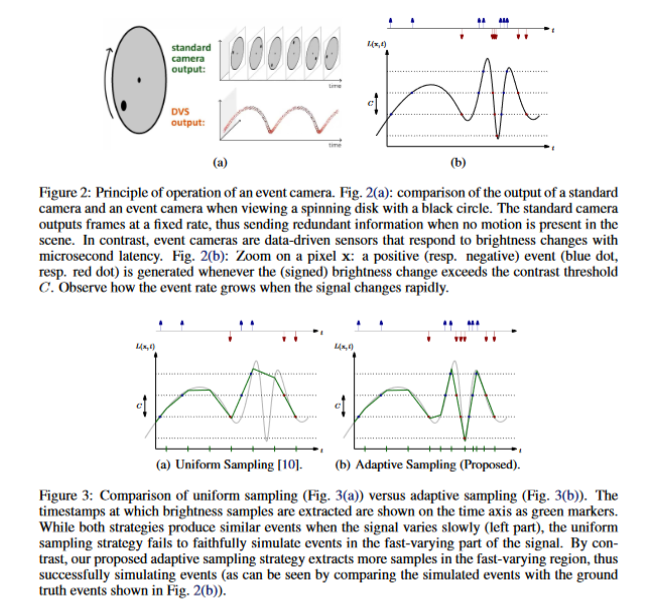 L(x,t)
standard
camera
output:
time
DVS
output:
time
C
t
t
(a)
(b)
Figure 2: Principle of operation of an event camera. Fig. 2(a): comparison of the output of a standard
camera and an event camera when viewing a spinning disk with a black circle. The standard camera
outputs frames at a fixed rate, thus sending redundant information when no motion is present in the
scene. In contrast, event cameras are data-driven sensors that respond to brightness changes with
microsecond latency. Fig. 2(b): Zoom on a pixel x: a positive (resp. negative) event (blue dot,
resp. red dot) is generated whenever the (signed) brightness change exceeds the contrast threshold
C. Observe how the event rate grows when the signal changes rapidly.
L(x,t)
C
t
t
L(x,t)
C
t
t
(a) Uniform Sampling [10].
(b) Adaptive Sampling (Proposed).
Figure 3: Comparison of uniform sampling (Fig. 3(a)) versus adaptive sampling (Fig. 3(b)). The
timestamps at which brightness samples are extracted are shown on the time axis as green markers.
While both strategies produce similar events when the signal varies slowly (left part), the uniform
sampling strategy fails to faithfully simulate events in the fast-varying part of the signal. By con-
trast, our proposed adaptive sampling strategy extracts more samples in the fast-varying region, thus
successfully simulating events (as can be seen by comparing the simulated events with the ground
truth events shown in Fig. 2(b)).